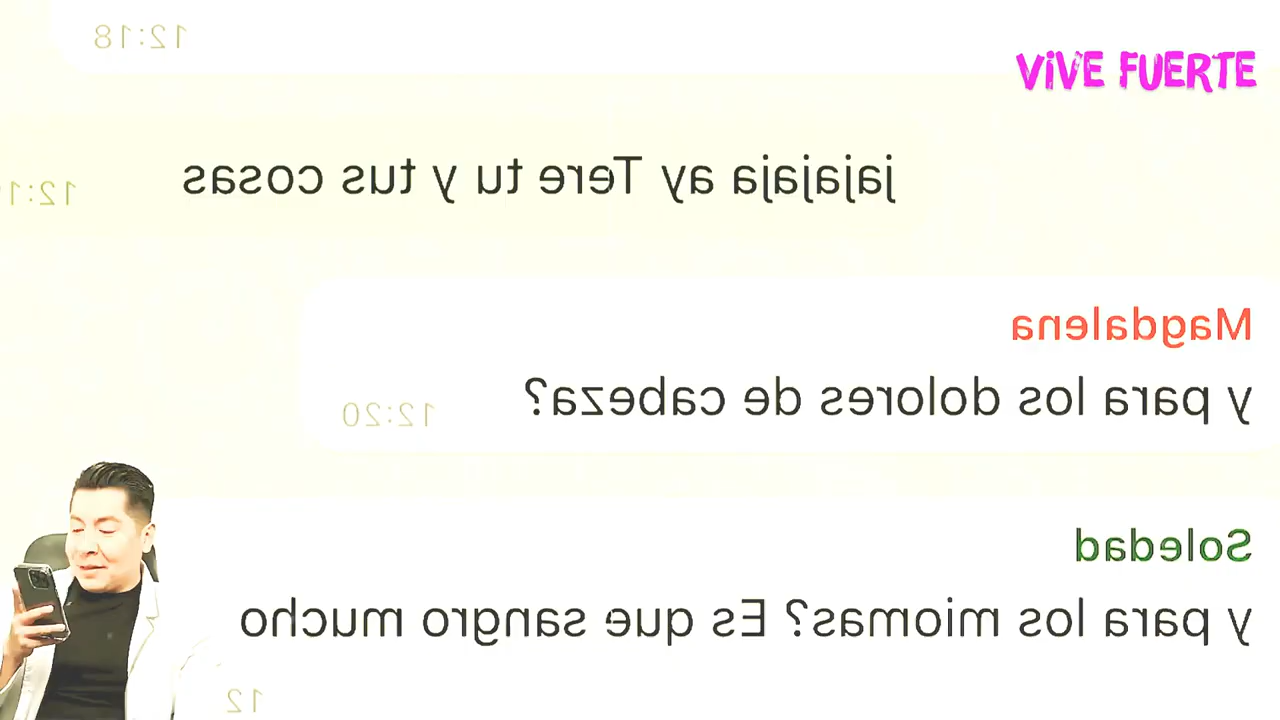 12:18
VIVE FUERTE
jajajaja ay Tere tu y tus cosas
Magdalena
y para los dolores de cabeza?
12:20
Soledad
y para los miomas? Es que sangro mucho
12